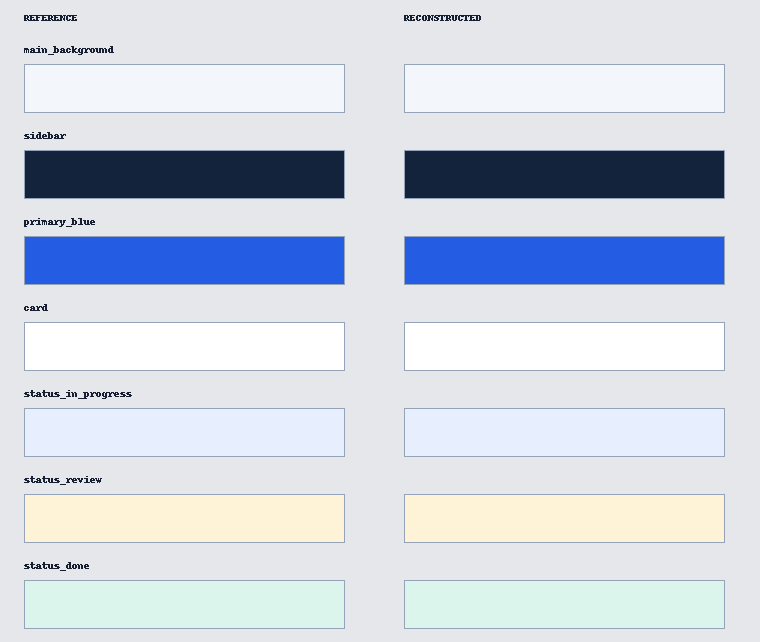 REFERENCE RECONSTRUCTED
main_background
sidebar
primary_blue
card
status_in_progress
status_review
status_done